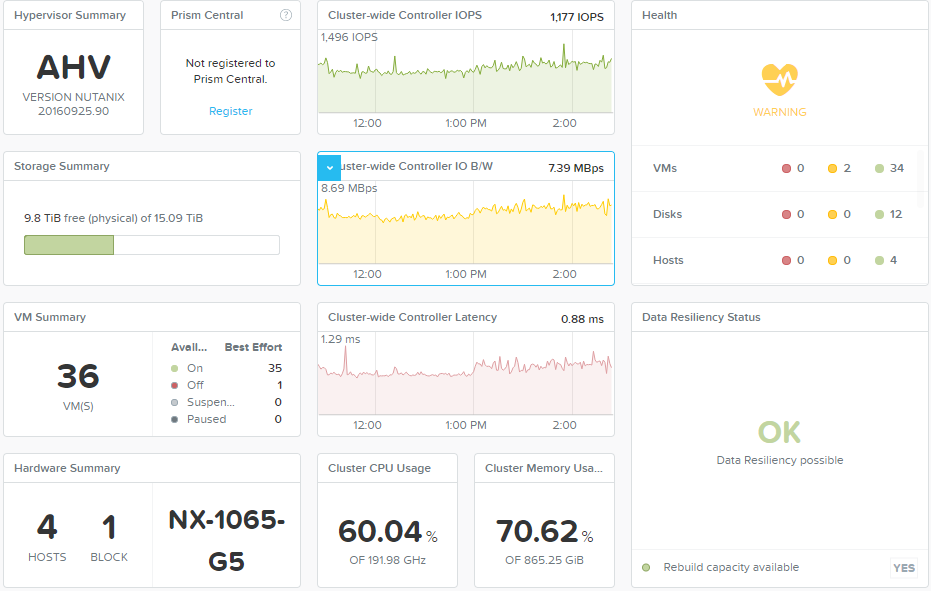 Hypervisor Summary
AHV
VERSION NUTANIX
20160925.90
Prism Central
?
Not registered to
Prism Central.
Register
Cluster-wide Controller IOPS
1,177 IOPS
1,496 IOPS
12:00
1:00 PM
2:00
Health
WARNING
VMs 0 2 34
Disks 0 0 12
Hosts 0 0 4
Storage Summary
9.8 TiB free (physical) of 15.09 TiB
uster-wide Controller IO B/W
7.39 MBps
8.69 MBps
12:00
1:00 PM
2:00
VM Summary
36
VM(S)
Avail... Best Effort
On 35
Off 1
Suspen... 0
Paused 0
Cluster-wide Controller Latency
0.88 ms
1.29 ms
12:00
1:00 PM
2:00
Data Resiliency Status
OK
Data Resiliency possible
Rebuild capacity available YES
Hardware Summary
4
HOSTS
1
BLOCK
NX-1065-
G5
Cluster CPU Usage
60.04 %
OF 191.98 GHz
Cluster Memory Usa...
70.62 %
OF 865.25 GiB